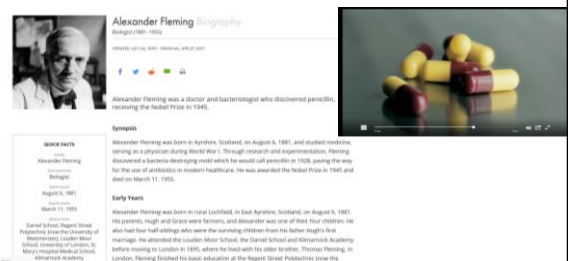 Alexander Fleming Biography
Biologist (1881–1955)
Alexander Fleming was a doctor and bacteriologist who discovered penicillin,
receiving the Nobel Prize in 1945.
Synopsis
Alexander Fleming was born in Ayrshire, Scotland, on August 6, 1881, and studied medicine,
serving as a physician during World War I. Through research and experimentation, Fleming
discovered a bacteria-destroying mold which he would call penicillin in 1928, paving the way
for the use of antibiotics in modern healthcare. He was awarded the Nobel Prize in 1945 and
died on March 11, 1955.
Early Years
Alexander Fleming was born in rural Lochfield, in East Ayrshire, Scotland, on August 6, 1881.
His parents, Hugh and Grace were farmers, and Alexander was one of their four children. He
also had four half-siblings who were the surviving children from his father Hugh's first
marriage. He attended the Louden Moor School, the Darvel School and Kilmarnock Academy
before moving to London in 1895, where he lived with his older brother, Thomas Fleming. In
London, Fleming finished his basic education at the Regent Street Polytechnic (now the
QUICK FACTS
NAME
Alexander Fleming
OCCUPATION
Biologist
BIRTH DATE
August 6, 1881
DEATH DATE
March 11, 1955
EDUCATION
Darvel School, Regent Street
Polytechnic (now the University of
Westminster), Louden Moor
School, University of London, St.
Mary's Hospital Medical School,
Kilmarnock Academy